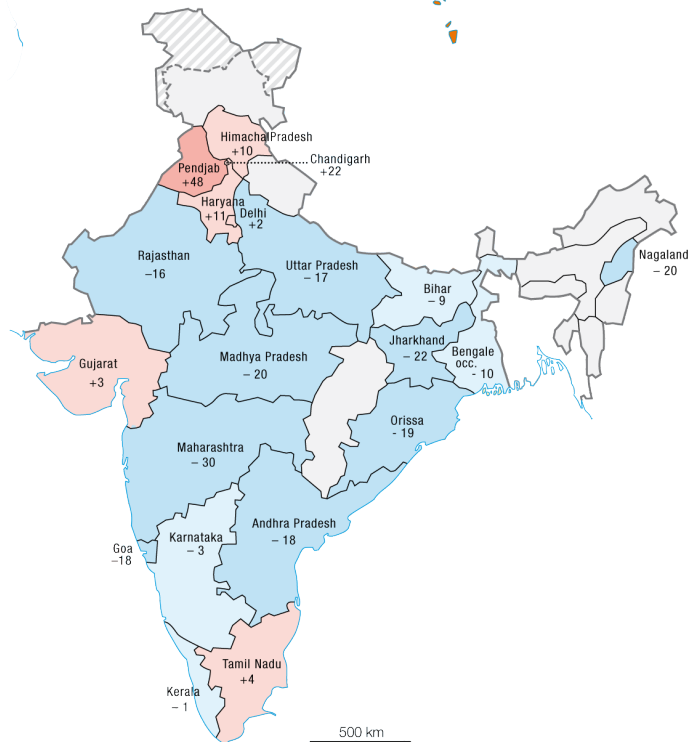 HimachalPradesh
+10
Chandigarh
+22
Pendjab
+48
Haryana
+11
Delhi
+2
Nagaland
– 20
Rajasthan
–16
Uttar Pradesh
– 17
Bihar
– 9
Jharkhand
– 22
Bengale
occ.
- 10
Gujarat
+3
Madhya Pradesh
– 20
Orissa
- 19
Maharashtra
– 30
Andhra Pradesh
– 18
Karnataka
– 3
Goa
–18
Tamil Nadu
+4
Kerala
– 1
500 km